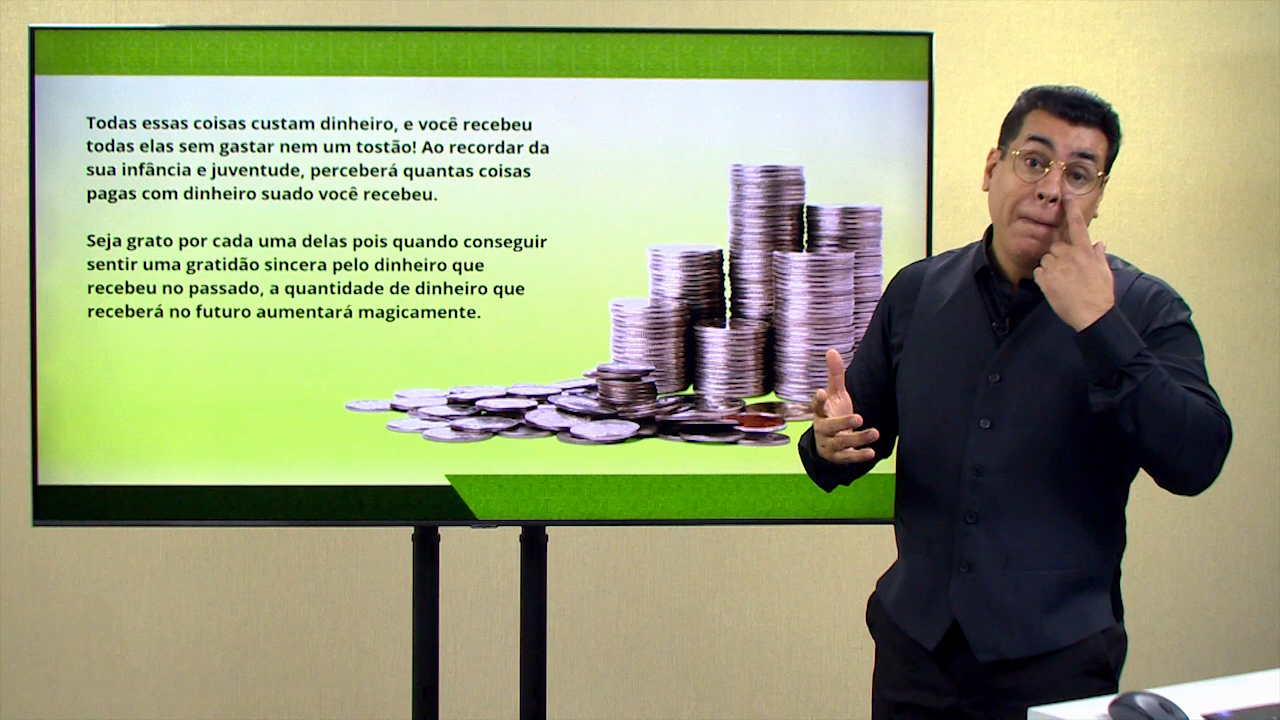 Todas essas coisas custam dinheiro, e você recebeu
todas elas sem gastar nem um tostão! Ao recordar da
sua infância e juventude, perceberá quantas coisas
pagas com dinheiro suado você recebeu.
Seja grato por cada uma delas pois quando conseguir
sentir uma gratidão sincera pelo dinheiro que
recebeu no passado, a quantidade de dinheiro que
receberá no futuro aumentará magicamente.